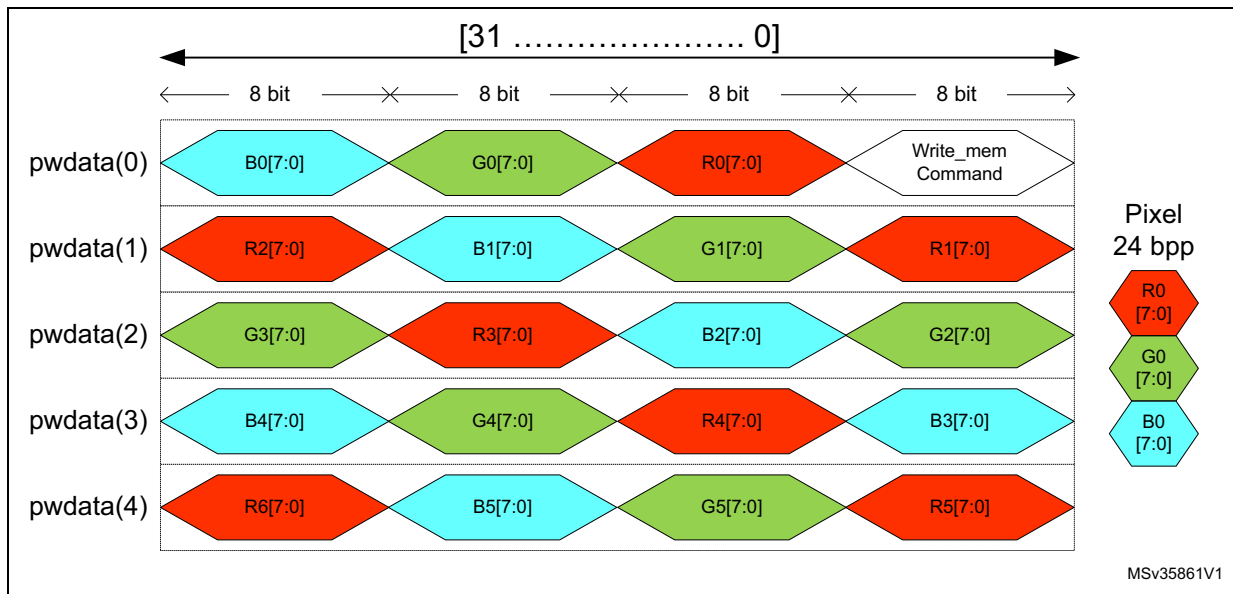 [31 ………………….. 0]
8 bit 8 bit 8 bit 8 bit
pwdata(0) B0[7:0] G0[7:0] R0[7:0] Write_mem
Command
pwdata(1) R2[7:0] B1[7:0] G1[7:0] R1[7:0]
pwdata(2) G3[7:0] R3[7:0] B2[7:0] G2[7:0]
pwdata(3) B4[7:0] G4[7:0] R4[7:0] B3[7:0]
pwdata(4) R6[7:0] B5[7:0] G5[7:0] R5[7:0]
Pixel
24 bpp
R0
[7:0]
G0
[7:0]
B0
[7:0]
MSv35861V1